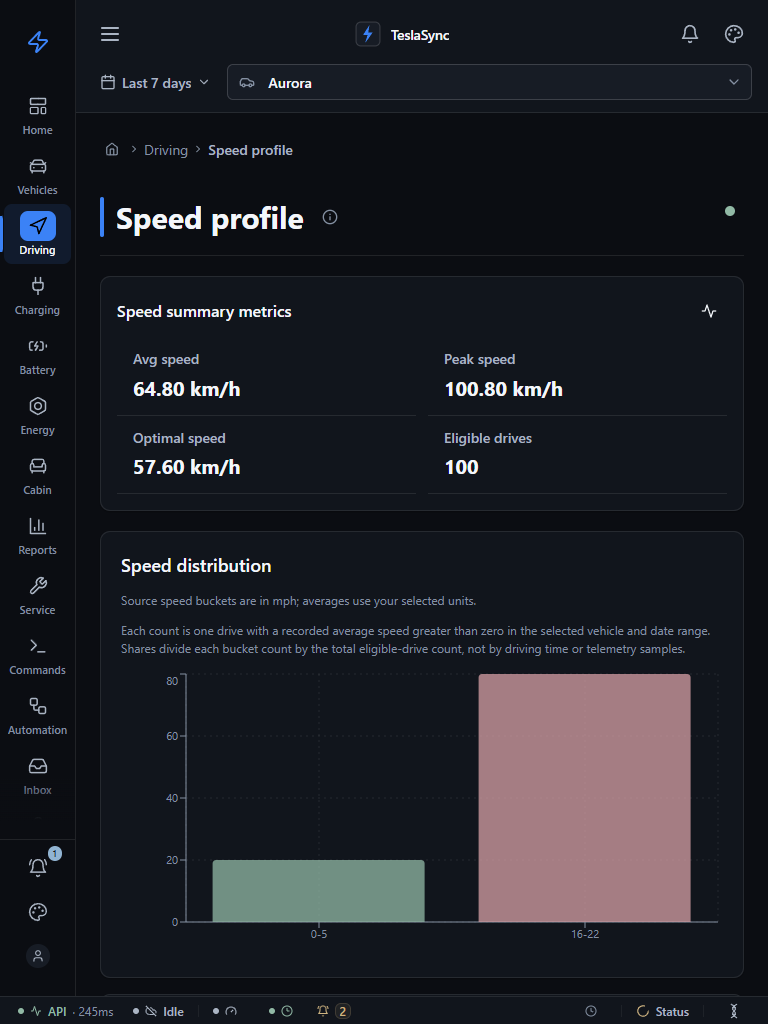 TeslaSync
Last 7 days
Aurora
Home
Vehicles
Driving
Charging
Battery
Energy
Cabin
Reports
Service
Commands
Automation
Inbox
1
Driving
Speed profile
Speed profile
Speed summary metrics
Avg speed
64.80 km/h
Peak speed
100.80 km/h
Optimal speed
57.60 km/h
Eligible drives
100
Speed distribution
Source speed buckets are in mph; averages use your selected units.
Each count is one drive with a recorded average speed greater than zero in the selected vehicle and date range.
Shares divide each bucket count by the total eligible-drive count, not by driving time or telemetry samples.
80
60
40
20
0
0-5
16-22
API · 245ms
Idle
2
Status